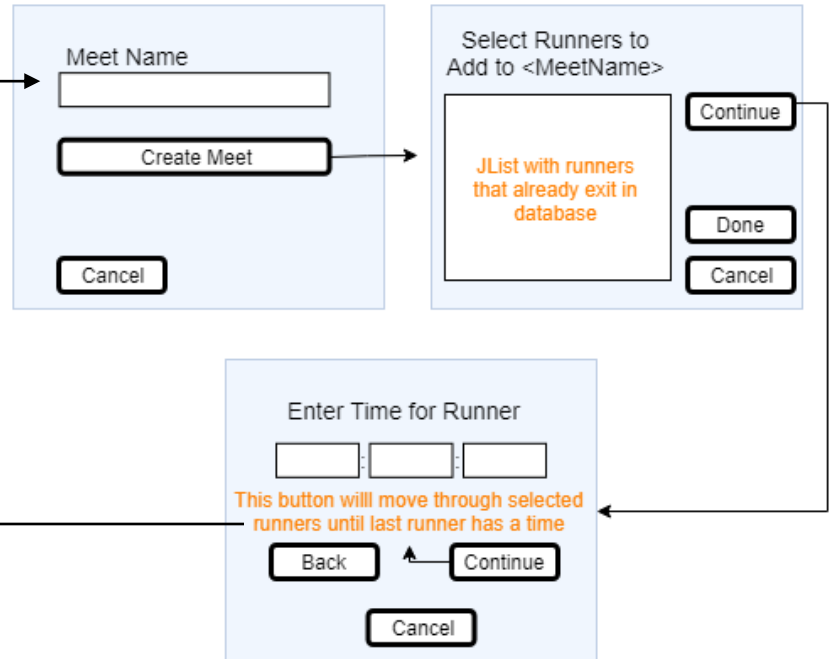 Meet Name
Create Meet
Cancel
Select Runners to
Add to <MeetName>
JList with runners
that already exit in
database
Continue
Done
Cancel
Enter Time for Runner
: :
This button willl move through selected
runners until last runner has a time
Back
Continue
Cancel